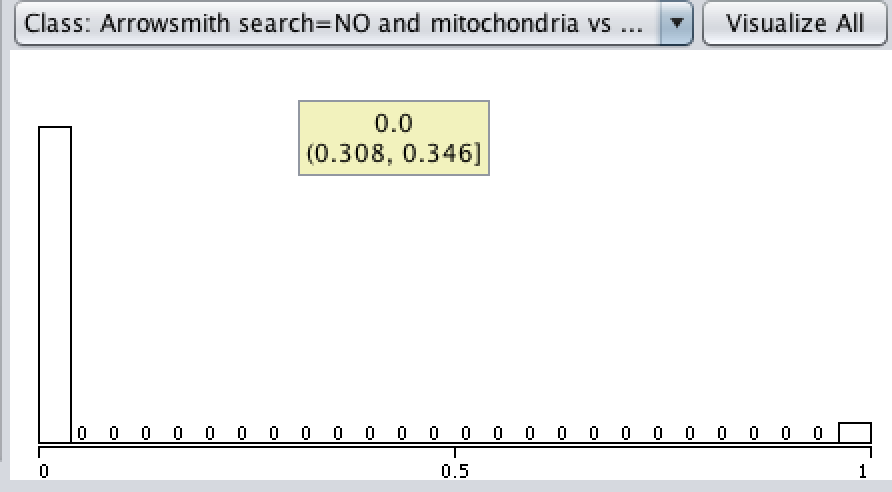 Class: Arrowsmith search=NO and mitochondria vs ...
Visualize All
0.0
(0.308, 0.346]
0 0 0 0 0 0 0 0 0 0 0 0 0 0 0 0 0 0 0 0 0 0 0 0
0 0.5 1